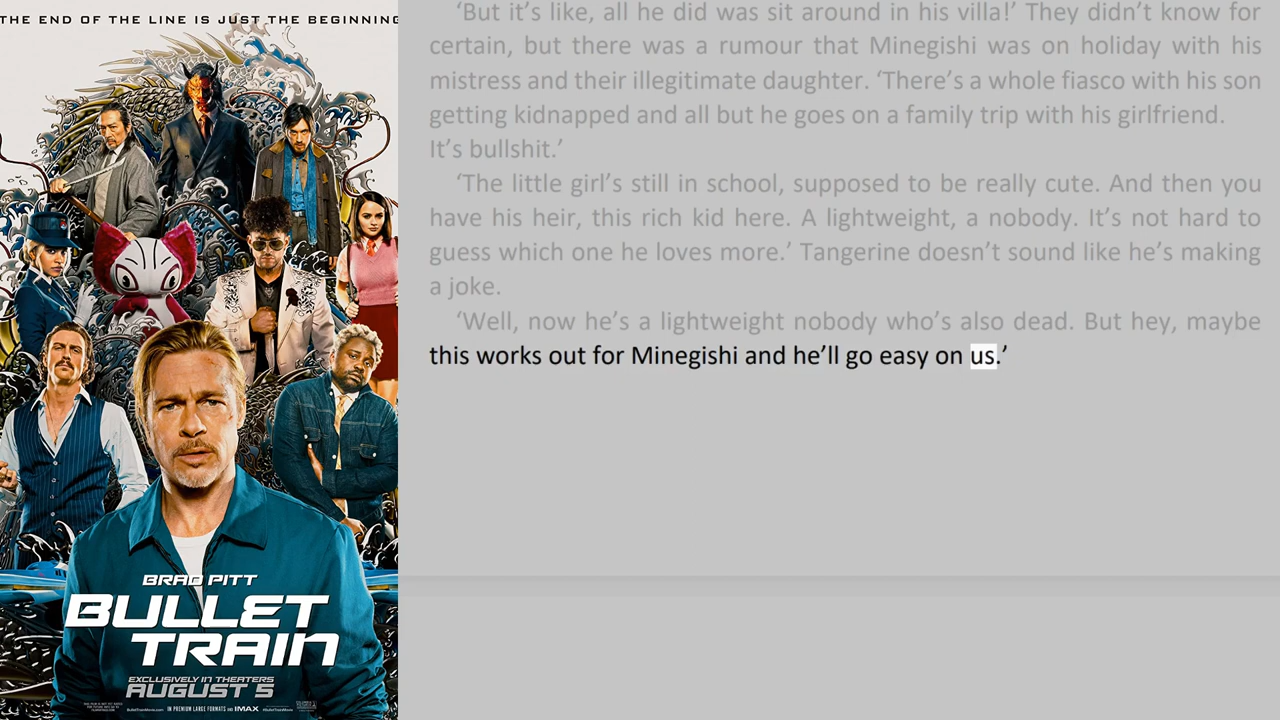 THE END OF THE LINE IS JUST THE BEGINNING
BRAD PITT
BULLET
TRAIN
EXCLUSIVELY IN THEATERS
AUGUST 5
BulletTrainMovie.com
IN PREMIUM LARGE FORMATS AND IMAX
#BulletTrainMovie
‘But it’s like, all he did was sit around in his villa!’ They didn’t know for
certain, but there was a rumour that Minegishi was on holiday with his
mistress and their illegitimate daughter. ‘There’s a whole fiasco with his son
getting kidnapped and all but he goes on a family trip with his girlfriend.
It’s bullshit.’
‘The little girl’s still in school, supposed to be really cute. And then you
have his heir, this rich kid here. A lightweight, a nobody. It’s not hard to
guess which one he loves more.’ Tangerine doesn’t sound like he’s making
a joke.
‘Well, now he’s a lightweight nobody who’s also dead. But hey, maybe
this works out for Minegishi and he’ll go easy on us.’